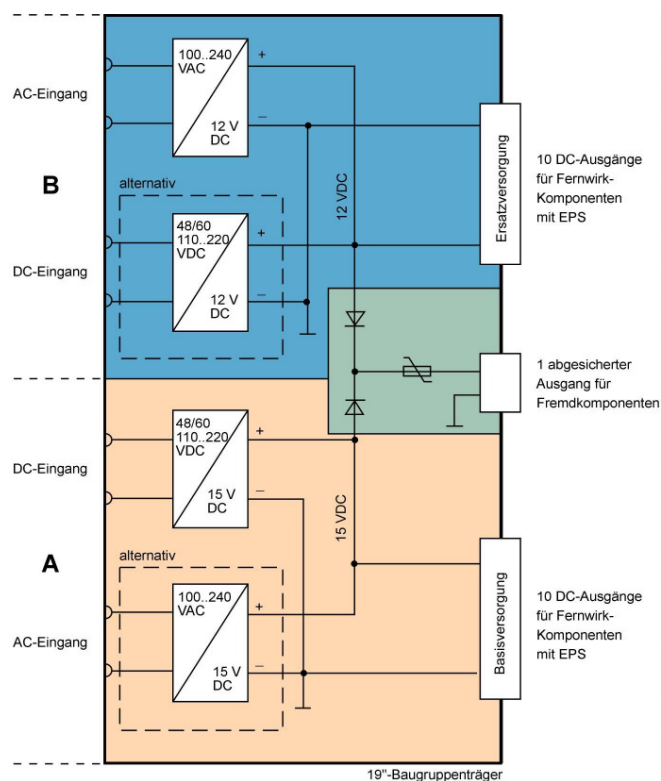 100..240
VAC
+
AC-Eingang
12 V
DC
–
B
alternativ
12 VDC
Ersatzversorgung
10 DC-Ausgänge
für Fernwirk-
Komponenten
mit EPS
48/60
110..220
VDC
+
DC-Eingang
12 V
DC
–
1 abgesicherter
Ausgang für
Fremdkomponenten
48/60
110..220
VDC
+
DC-Eingang
15 V
DC
–
15 VDC
A
alternativ
100..240
VAC
+
AC-Eingang
15 V
DC
–
Basisversorgung
10 DC-Ausgänge
für Fernwirk-
Komponenten
mit EPS
19"-Baugruppenträger